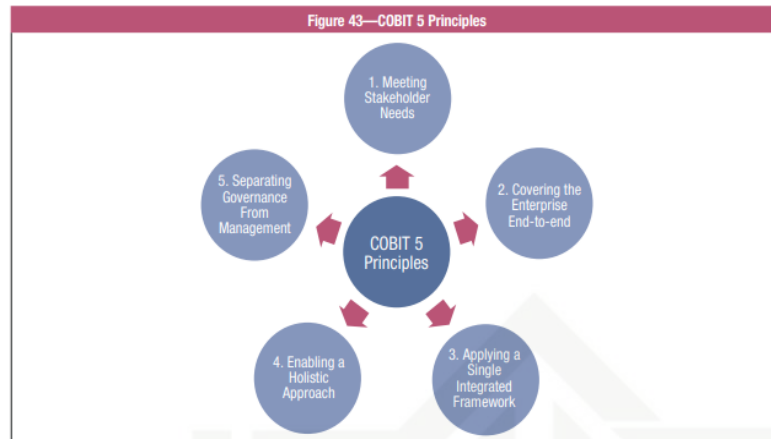 Figure 43—COBIT 5 Principles
1. Meeting
Stakeholder
Needs
5. Separating
Governance
From
Management
2. Covering the
Enterprise
End-to-end
COBIT 5
Principles
4. Enabling a
Holistic
Approach
3. Applying a
Single
Integrated
Framework